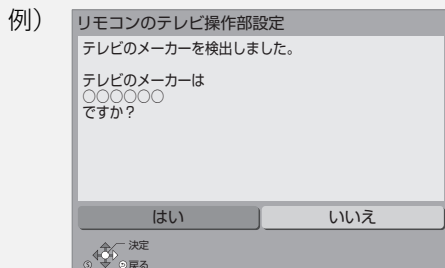 例）
リモコンのテレビ操作部設定
テレビのメーカーを検出しました。
テレビのメーカーは
○○○○○○
ですか？
はい
いいえ
決定
S
戻る